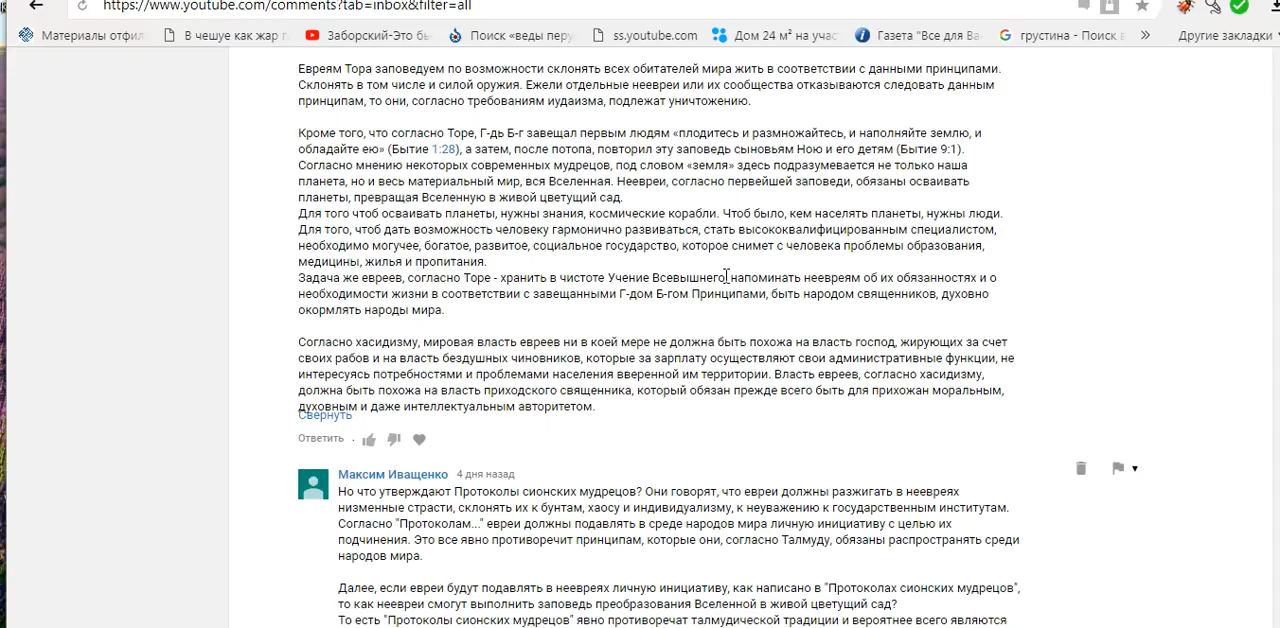 https://www.youtube.com/comments?tab=inbox&filter=all
Материалы отфил
В чешуе как жар г
Заборский-Это бы
Поиск «веды перу
ss.youtube.com
Дом 24 м² на учас
Газета "Все для Ва
грустина - Поиск в
»
Другие закладки
Евреям Тора заповедуем по возможности склонять всех обитателей мира жить в соответствии с данными принципами.
Склонять в том числе и силой оружия. Ежели отдельные неевреи или их сообщества отказываются следовать данным
принципам, то они, согласно требованиям иудаизма, подлежат уничтожению.
Кроме того, что согласно Торе, Г-дь Б-г завещал первым людям «плодитесь и размножайтесь, и наполняйте землю, и
обладайте ею» (Бытие 1:28), а затем, после потопа, повторил эту заповедь сыновьям Ною и его детям (Бытие 9:1).
Согласно мнению некоторых современных мудрецов, под словом «земля» здесь подразумевается не только наша
планета, но и весь материальный мир, вся Вселенная. Неевреи, согласно первейшей заповеди, обязаны осваивать
планеты, превращая Вселенную в живой цветущий сад.
Для того чтоб осваивать планеты, нужны знания, космические корабли. Чтоб было, кем населять планеты, нужны люди.
Для того, чтоб дать возможность человеку гармонично развиваться, стать высококвалифицированным специалистом,
необходимо могучее, богатое, развитое, социальное государство, которое снимет с человека проблемы образования,
медицины, жилья и пропитания.
Задача же евреев, согласно Торе - хранить в чистоте Учение Всевышнего, напоминать неевреям об их обязанностях и о
необходимости жизни в соответствии с завещанными Г-дом Б-гом Принципами, быть народом священников, духовно
окормлять народы мира.
Согласно хасидизму, мировая власть евреев ни в коей мере не должна быть похожа на власть господ, жирующих за счет
своих рабов и на власть бездушных чиновников, которые за зарплату осуществляют свои административные функции, не
интересуясь потребностями и проблемами населения вверенной им территории. Власть евреев, согласно хасидизму,
должна быть похожа на власть приходского священника, который обязан прежде всего быть для прихожан моральным,
духовным и даже интеллектуальным авторитетом.
Свернуть
Ответить .
Максим Иващенко 4 дня назад
Но что утверждают Протоколы сионских мудрецов? Они говорят, что евреи должны разжигать в неевреях
низменные страсти, склонять их к бунтам, хаосу и индивидуализму, к неуважению к государственным институтам.
Согласно "Протоколам..." евреи должны подавлять в среде народов мира личную инициативу с целью их
подчинения. Это все явно противоречит принципам, которые они, согласно Талмуду, обязаны распространять среди
народов мира.
Далее, если евреи будут подавлять в неевреях личную инициативу, как написано в "Протоколах сионских мудрецов",
то как неевреи смогут выполнить заповедь преобразования Вселенной в живой цветущий сад?
То есть "Протоколы сионских мудрецов" явно противоречат талмудической традиции и вероятнее всего являются